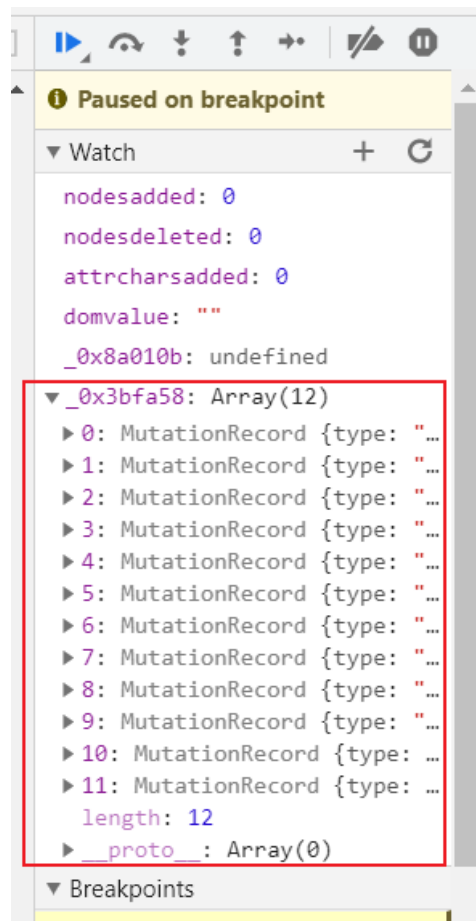 Paused on breakpoint
Watch
nodesadded: 0
nodesdeleted: 0
attrcharsadded: 0
domvalue: ""
_0x8a010b: undefined
_0x3bfa58: Array(12)
0: MutationRecord {type: "…
1: MutationRecord {type: "…
2: MutationRecord {type: "…
3: MutationRecord {type: "…
4: MutationRecord {type: "…
5: MutationRecord {type: "…
6: MutationRecord {type: "…
7: MutationRecord {type: "…
8: MutationRecord {type: "…
9: MutationRecord {type: "…
10: MutationRecord {type: …
11: MutationRecord {type: …
length: 12
__proto__: Array(0)
Breakpoints